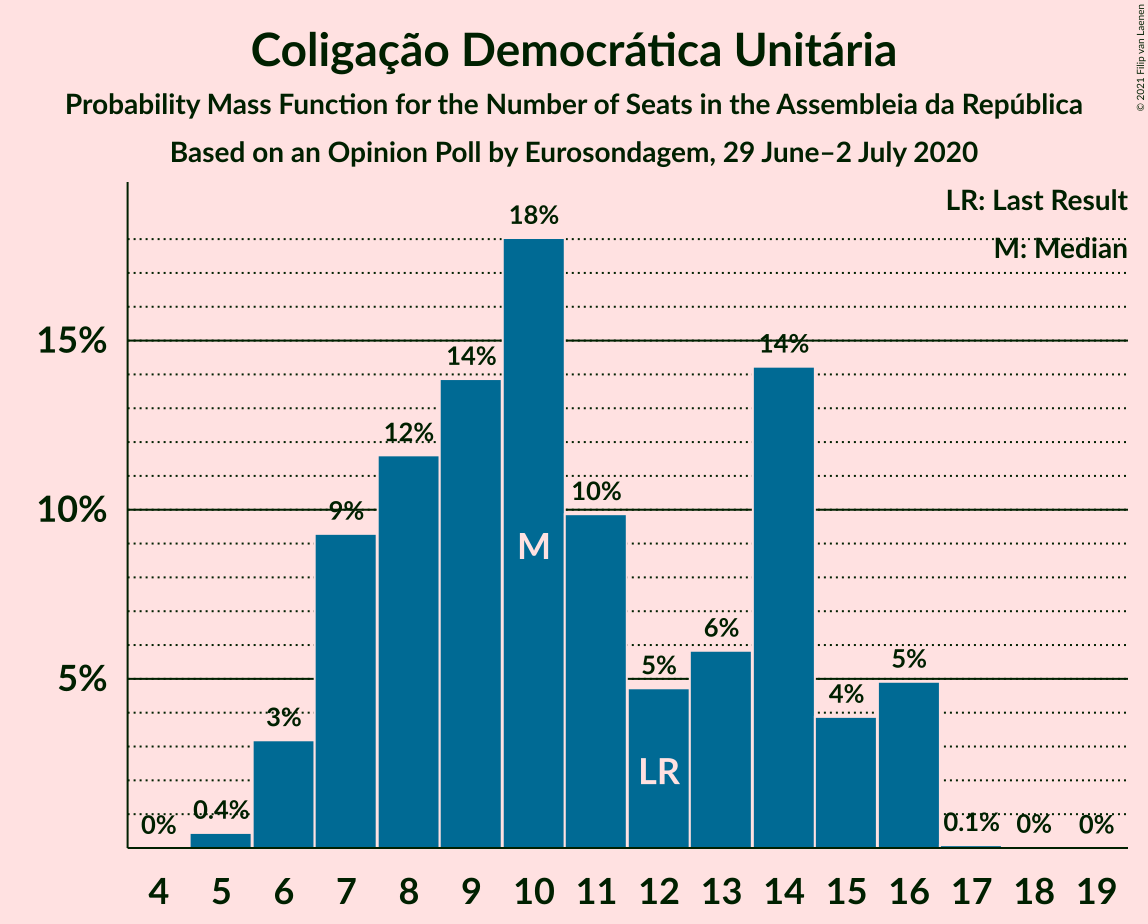 Coligação Democrática Unitária
Probability Mass Function for the Number of Seats in the Assembleia da República
Based on an Opinion Poll by Eurosondagem, 29 June–2 July 2020
© 2021 Filip van Laenen
LR: Last Result
M: Median
15%
10%
5%
0%
0.4%
3%
9%
12%
14%
18%
10%
5%
6%
14%
4%
5%
0.1%
0%
0%
M
LR
4 5 6 7 8 9 10 11 12 13 14 15 16 17 18 19